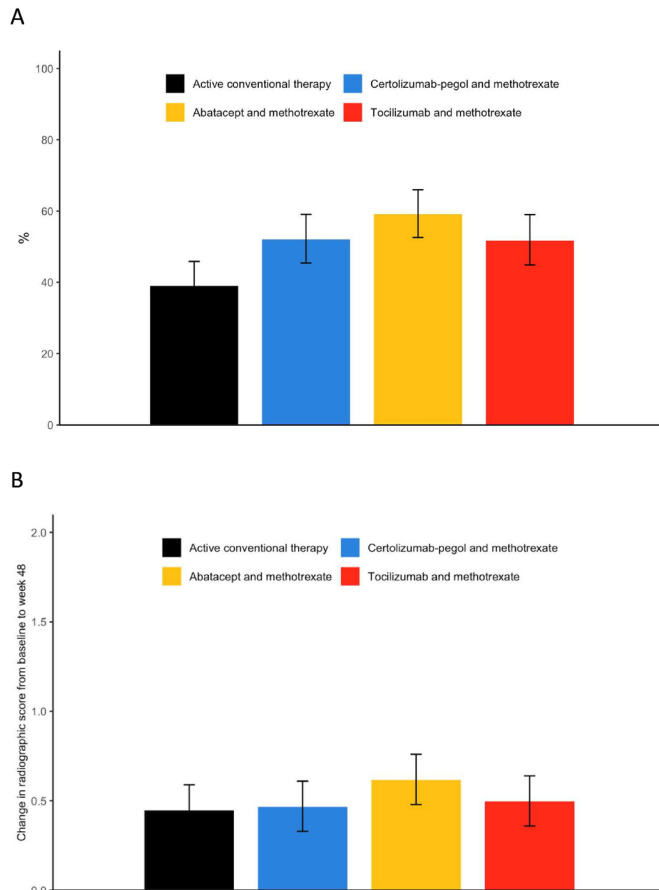 A
100
80
60
40
20
0
%
Active conventional therapy
Certolizumab-pegol and methotrexate
Abatacept and methotrexate
Tocilizumab and methotrexate
B
2.0
1.5
1.0
0.5
0.0
Change in radiographic score from baseline to week 48
Active conventional therapy
Certolizumab-pegol and methotrexate
Abatacept and methotrexate
Tocilizumab and methotrexate